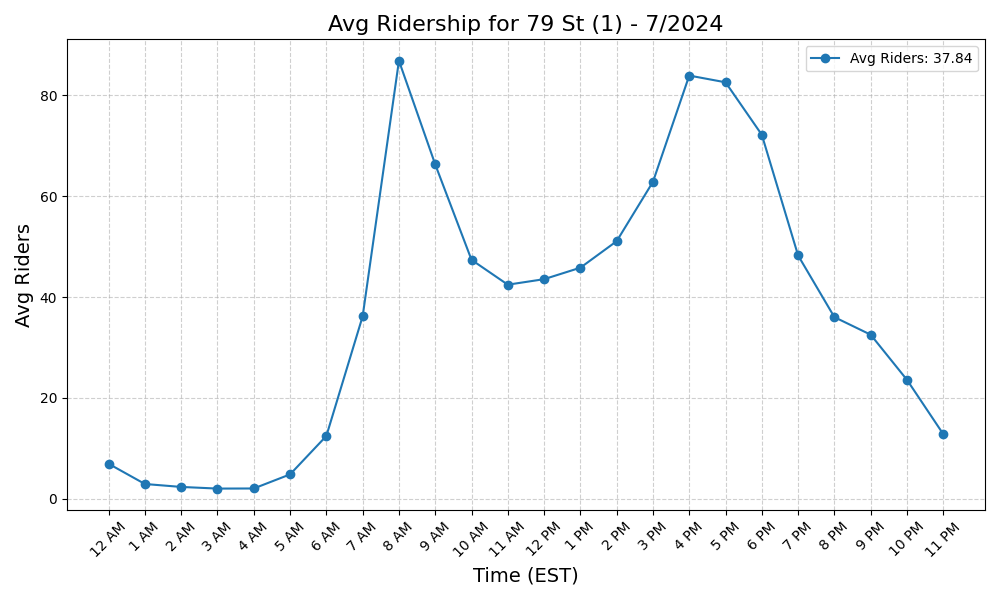 Avg Ridership for 79 St (1) - 7/2024
Avg Riders: 37.84
Avg Riders
80
60
40
20
0
12 AM
1 AM
2 AM
3 AM
4 AM
5 AM
6 AM
7 AM
8 AM
9 AM
10 AM
11 AM
12 PM
1 PM
2 PM
3 PM
4 PM
5 PM
6 PM
7 PM
8 PM
9 PM
10 PM
11 PM
Time (EST)